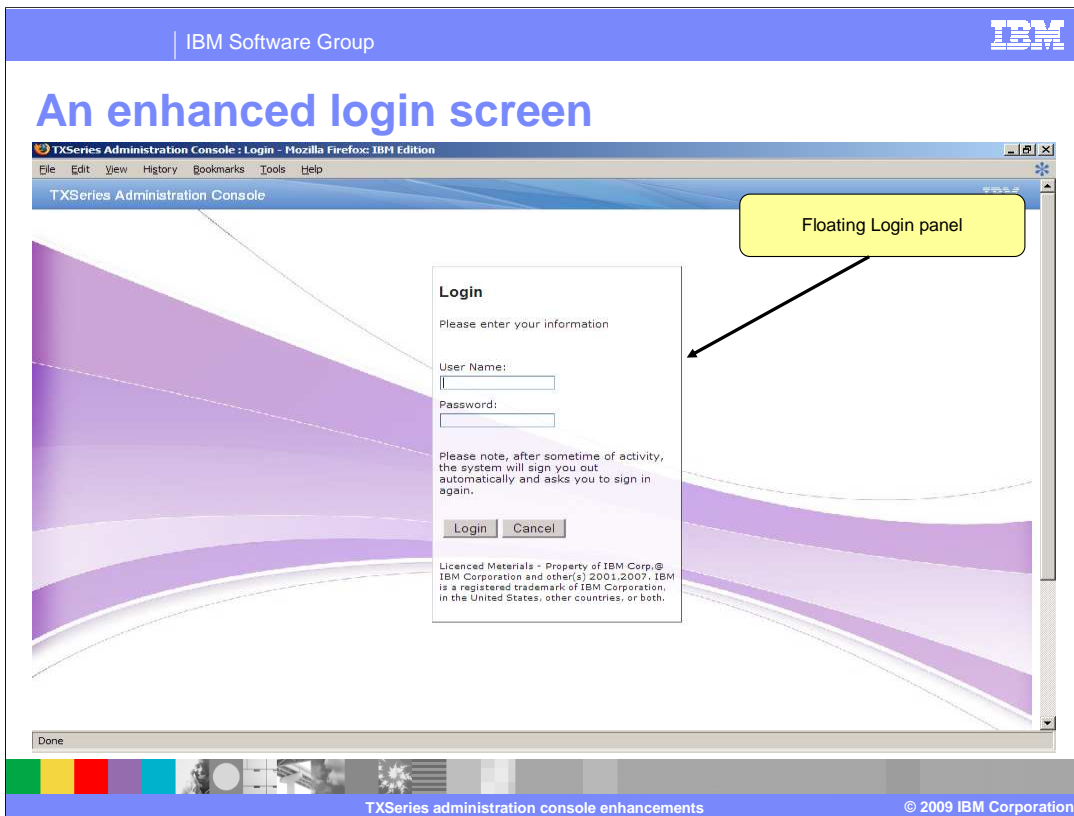 IBM Software Group
IBM
An enhanced login screen
TXSeries Administration Console : Login - Mozilla Firefox: IBM Edition
File Edit View History Bookmarks Tools Help
TXSeries Administration Console
IBM
Floating Login panel
Login
Please enter your information
User Name:
Password:
Please note, after sometime of activity,
the system will sign you out
automatically and asks you to sign in
again.
Login Cancel
Licenced Meterials - Property of IBM Corp,@
IBM Corporation and other(s) 2001,2007. IBM
is a registered trademark of IBM Corporation,
in the United States, other countries, or both.
Done
TXSeries administration console enhancements
© 2009 IBM Corporation